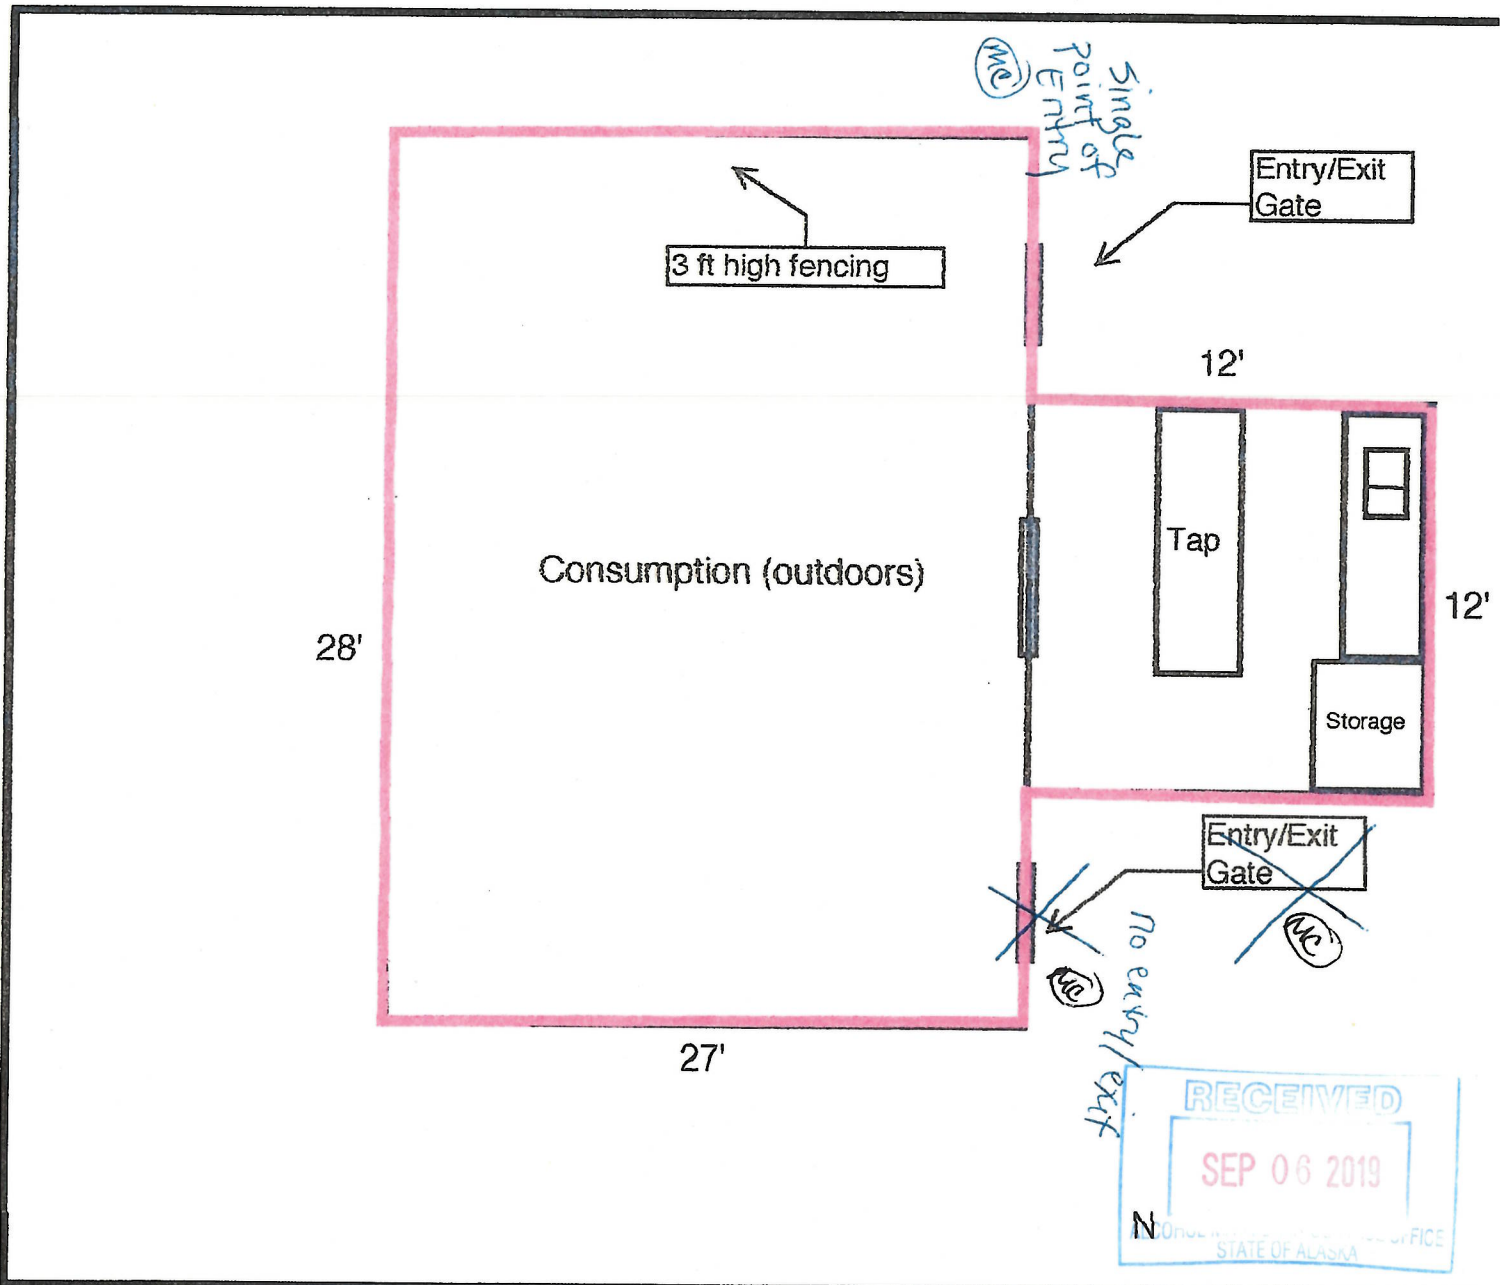 Single
Point of
Entry
MC
Entry/Exit
Gate
3 ft high fencing
12'
Tap
Consumption (outdoors)
12'
28'
Storage
Entry/Exit
Gate
MC
MC
no entry/exit
27'
RECEIVED
SEP 06 2019
N
OFFICE
STATE OF ALASKA